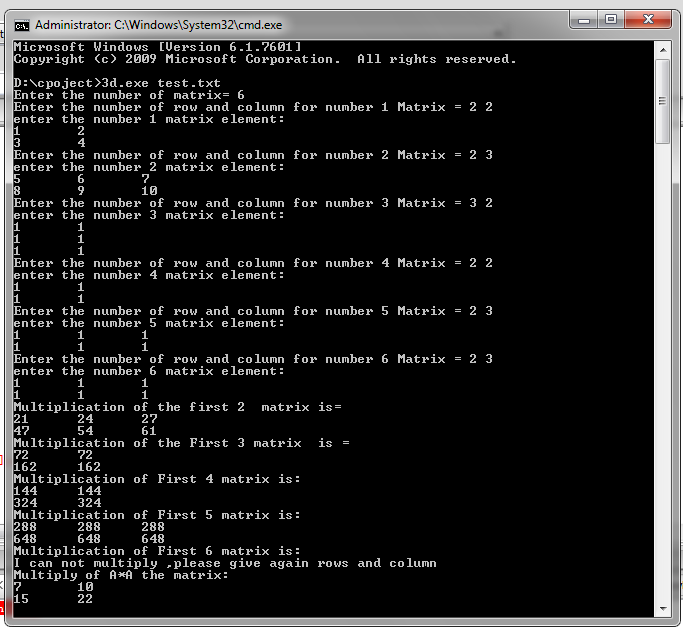 Administrator: C:\Windows\System32\cmd.exe
Microsoft Windows [Version 6.1.7601]
Copyright (c) 2009 Microsoft Corporation.  All rights reserved.
D:\cpoject>3d.exe test.txt
Enter the number of matrix= 6
Enter the number of row and column for number 1 Matrix = 2 2
enter the number 1 matrix element:
1 2
3 4
Enter the number of row and column for number 2 Matrix = 2 3
enter the number 2 matrix element:
5 6 7
8 9 10
Enter the number of row and column for number 3 Matrix = 3 2
enter the number 3 matrix element:
1 1
1 1
1 1
Enter the number of row and column for number 4 Matrix = 2 2
enter the number 4 matrix element:
1 1
1 1
Enter the number of row and column for number 5 Matrix = 2 3
enter the number 5 matrix element:
1 1 1
1 1 1
Enter the number of row and column for number 6 Matrix = 2 3
enter the number 6 matrix element:
1 1 1
1 1 1
Multiplication of the first 2  matrix is=
21 24 27
47 54 61
Multiplication of the First 3 matrix  is =
72 72
162 162
Multiplication of First 4 matrix is:
144 144
324 324
Multiplication of First 5 matrix is:
288 288 288
648 648 648
Multiplication of First 6 matrix is:
I can not multiply ,please give again rows and column
Multiply of A*A the matrix:
7 10
15 22